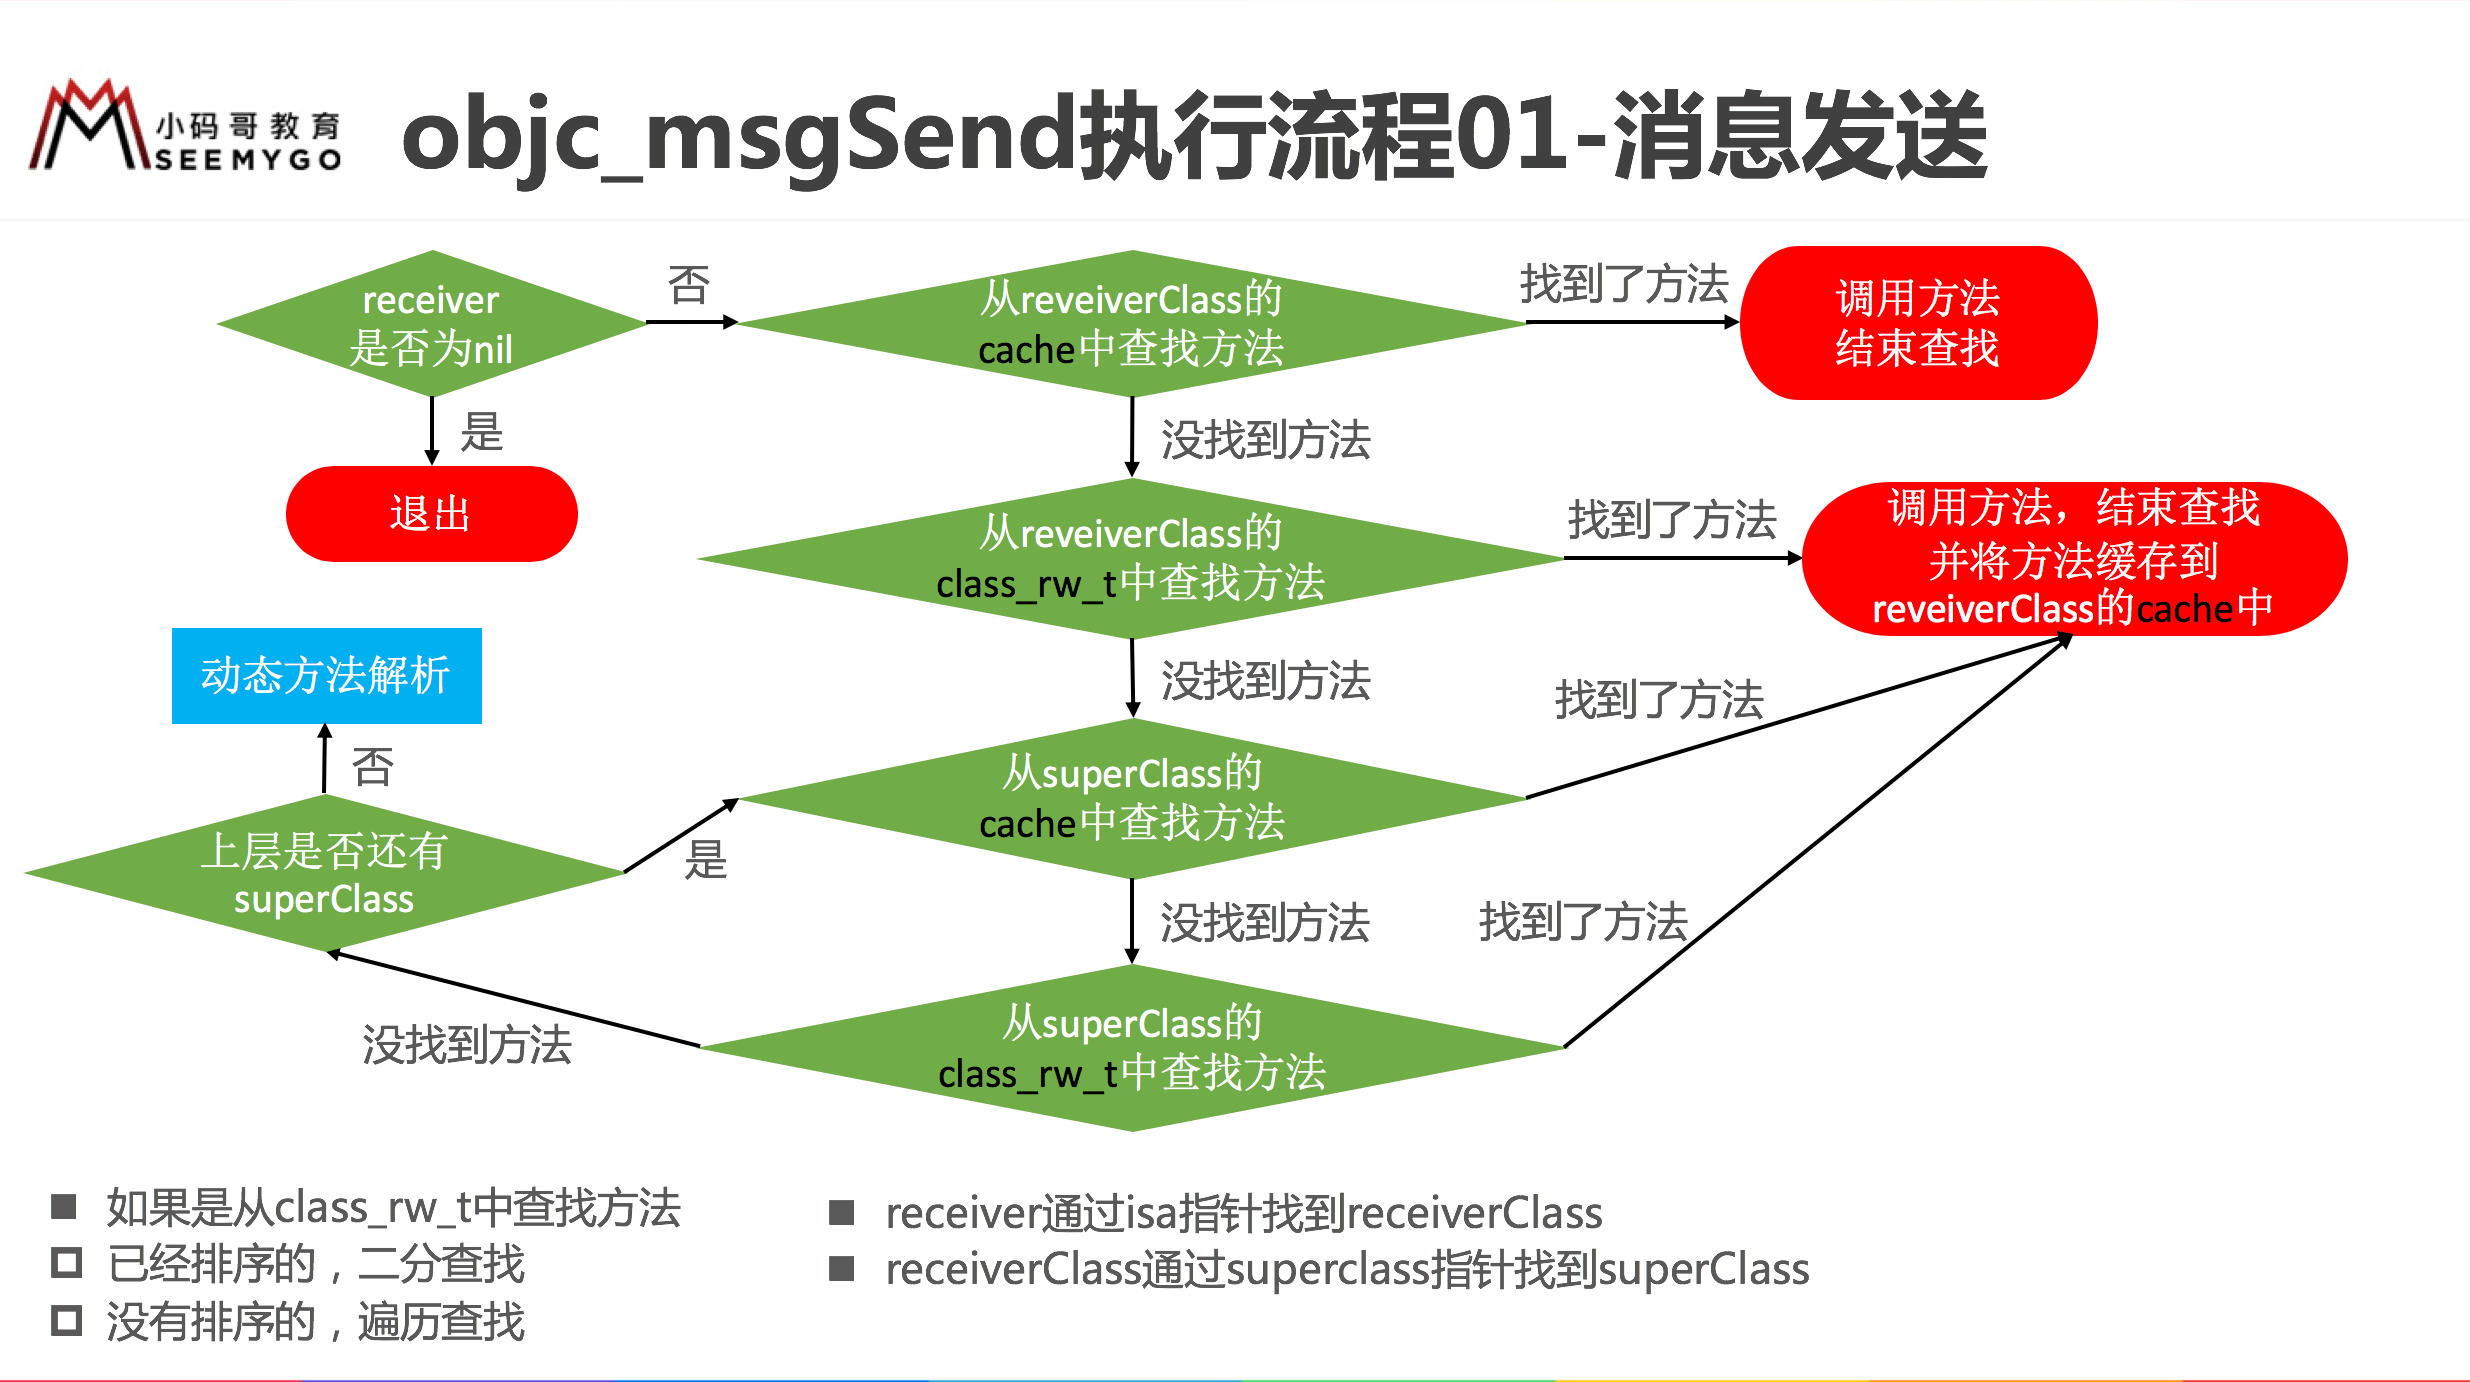 小码哥教育
SEEMYGO
objc_msgSend执行流程01-消息发送
receiver
是否为nil
否
从reveiverClass的
cache中查找方法
找到了方法
调用方法
结束查找
是
退出
没找到方法
从reveiverClass的
class_rw_t中查找方法
找到了方法
调用方法，结束查找
并将方法缓存到
reveiverClass的cache中
动态方法解析
没找到方法
找到了方法
否
从superClass的
cache中查找方法
上层是否还有
superClass
是
没找到方法
找到了方法
没找到方法
从superClass的
class_rw_t中查找方法
如果是从class_rw_t中查找方法
已经排序的，二分查找
没有排序的，遍历查找
receiver通过isa指针找到receiverClass
receiverClass通过superclass指针找到superClass